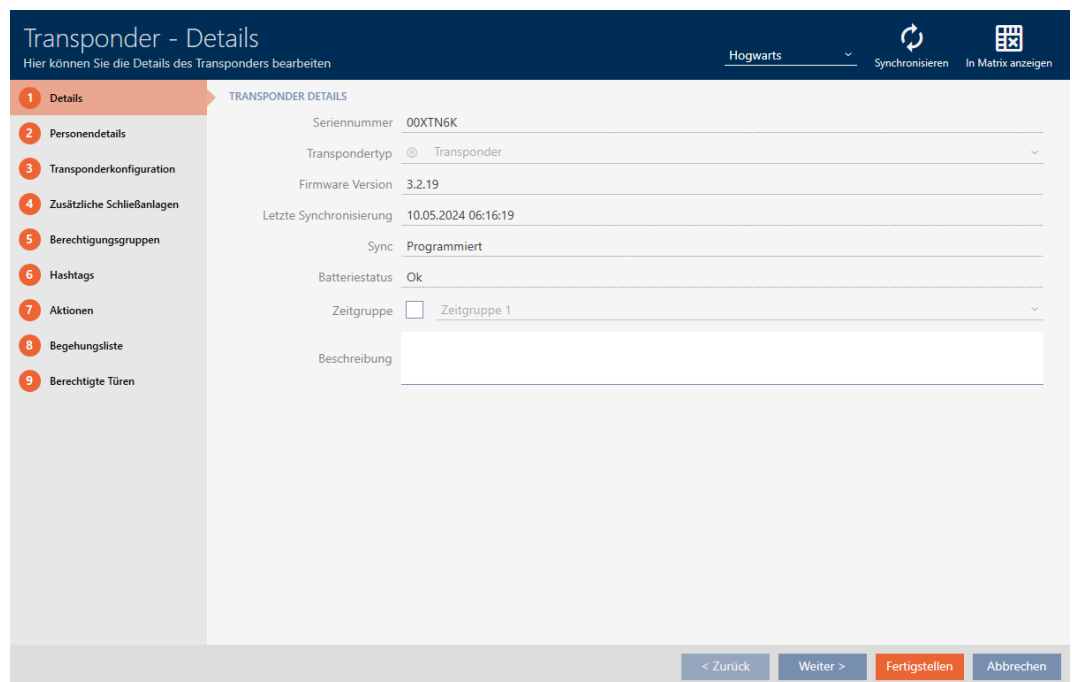 Transponder - Details
Hier können Sie die Details des Transponders bearbeiten
Hogwarts
Synchronisieren
In Matrix anzeigen
1 Details
2 Personendetails
3 Transponderkonfiguration
4 Zusätzliche Schließanlagen
5 Berechtigungsgruppen
6 Hashtags
7 Aktionen
8 Begehungsliste
9 Berechtigte Türen
TRANSPONDER DETAILS
Seriennummer 00XTN6K
Transpondertyp Transponder
Firmware Version 3.2.19
Letzte Synchronisierung 10.05.2024 06:16:19
Sync Programmiert
Batteriestatus Ok
Zeitgruppe Zeitgruppe 1
Beschreibung
< Zurück Weiter > Fertigstellen Abbrechen